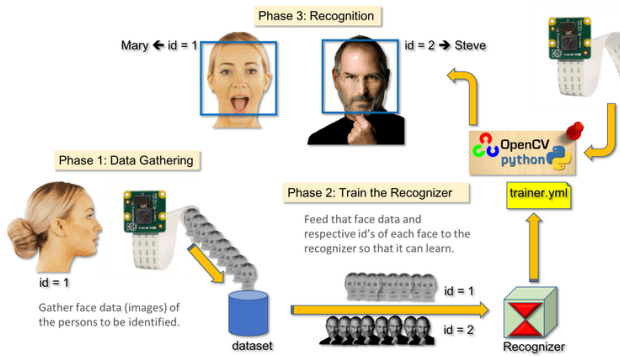 Phase 3: Recognition
Mary ← id = 1
id = 2 → Steve
OpenCV
python
Phase 1: Data Gathering
id = 1
Gather face data (images) of
the persons to be identified.
dataset
Phase 2: Train the Recognizer
Feed that face data and
respective id's of each face to the
recognizer so that it can learn.
id = 1
id = 2
trainer.yml
Recognizer